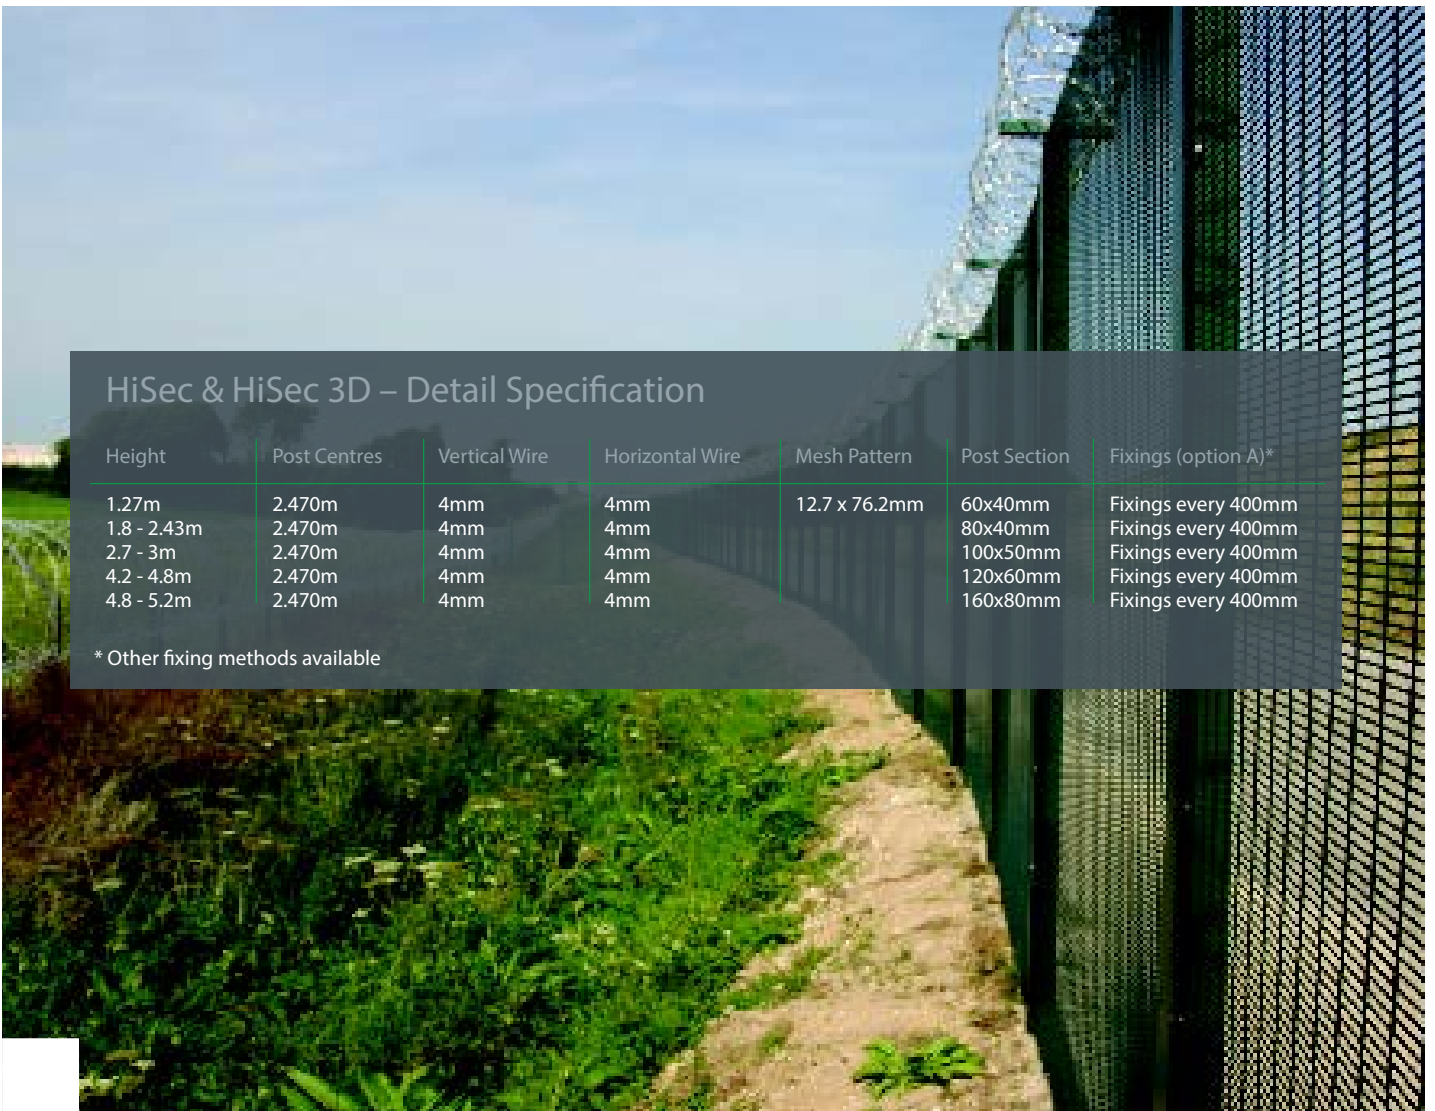 HiSec & HiSec 3D – Detail Specification
Height Post Centres Vertical Wire Horizontal Wire Mesh Pattern Post Section Fixings (option A)*
1.27m 2.470m 4mm 4mm 12.7 x 76.2mm 60x40mm Fixings every 400mm
1.8 - 2.43m 2.470m 4mm 4mm 80x40mm Fixings every 400mm
2.7 - 3m 2.470m 4mm 4mm 100x50mm Fixings every 400mm
4.2 - 4.8m 2.470m 4mm 4mm 120x60mm Fixings every 400mm
4.8 - 5.2m 2.470m 4mm 4mm 160x80mm Fixings every 400mm
* Other fixing methods available